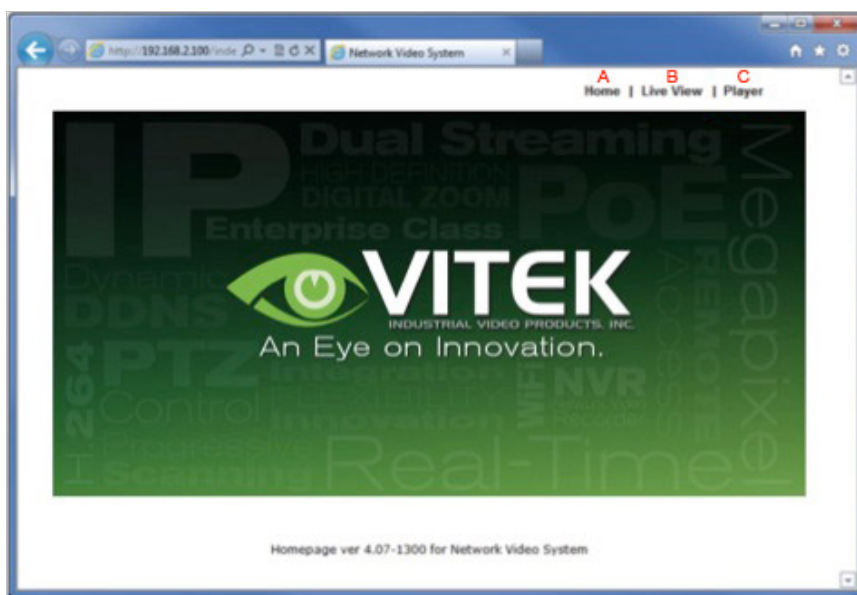 http://192.168.2.100/inde
Network Video System
A B C
Home | Live View | Player
IP
Dual Streaming
HIGH DEFINITION
DIGITAL ZOOM
Enterprise Class
PoE
Megapixel
Dynamic
DDNS
Access
REMOTE
VITEK
INDUSTRIAL VIDEO PRODUCTS, INC.
An Eye on Innovation.
H.264
PTZ
Integration
WiFi
NVR
Control
FLEXIBILITY
Recorder
Innovation
Progressive
Scanning
Real-Time
Homepage ver 4.07-1300 for Network Video System